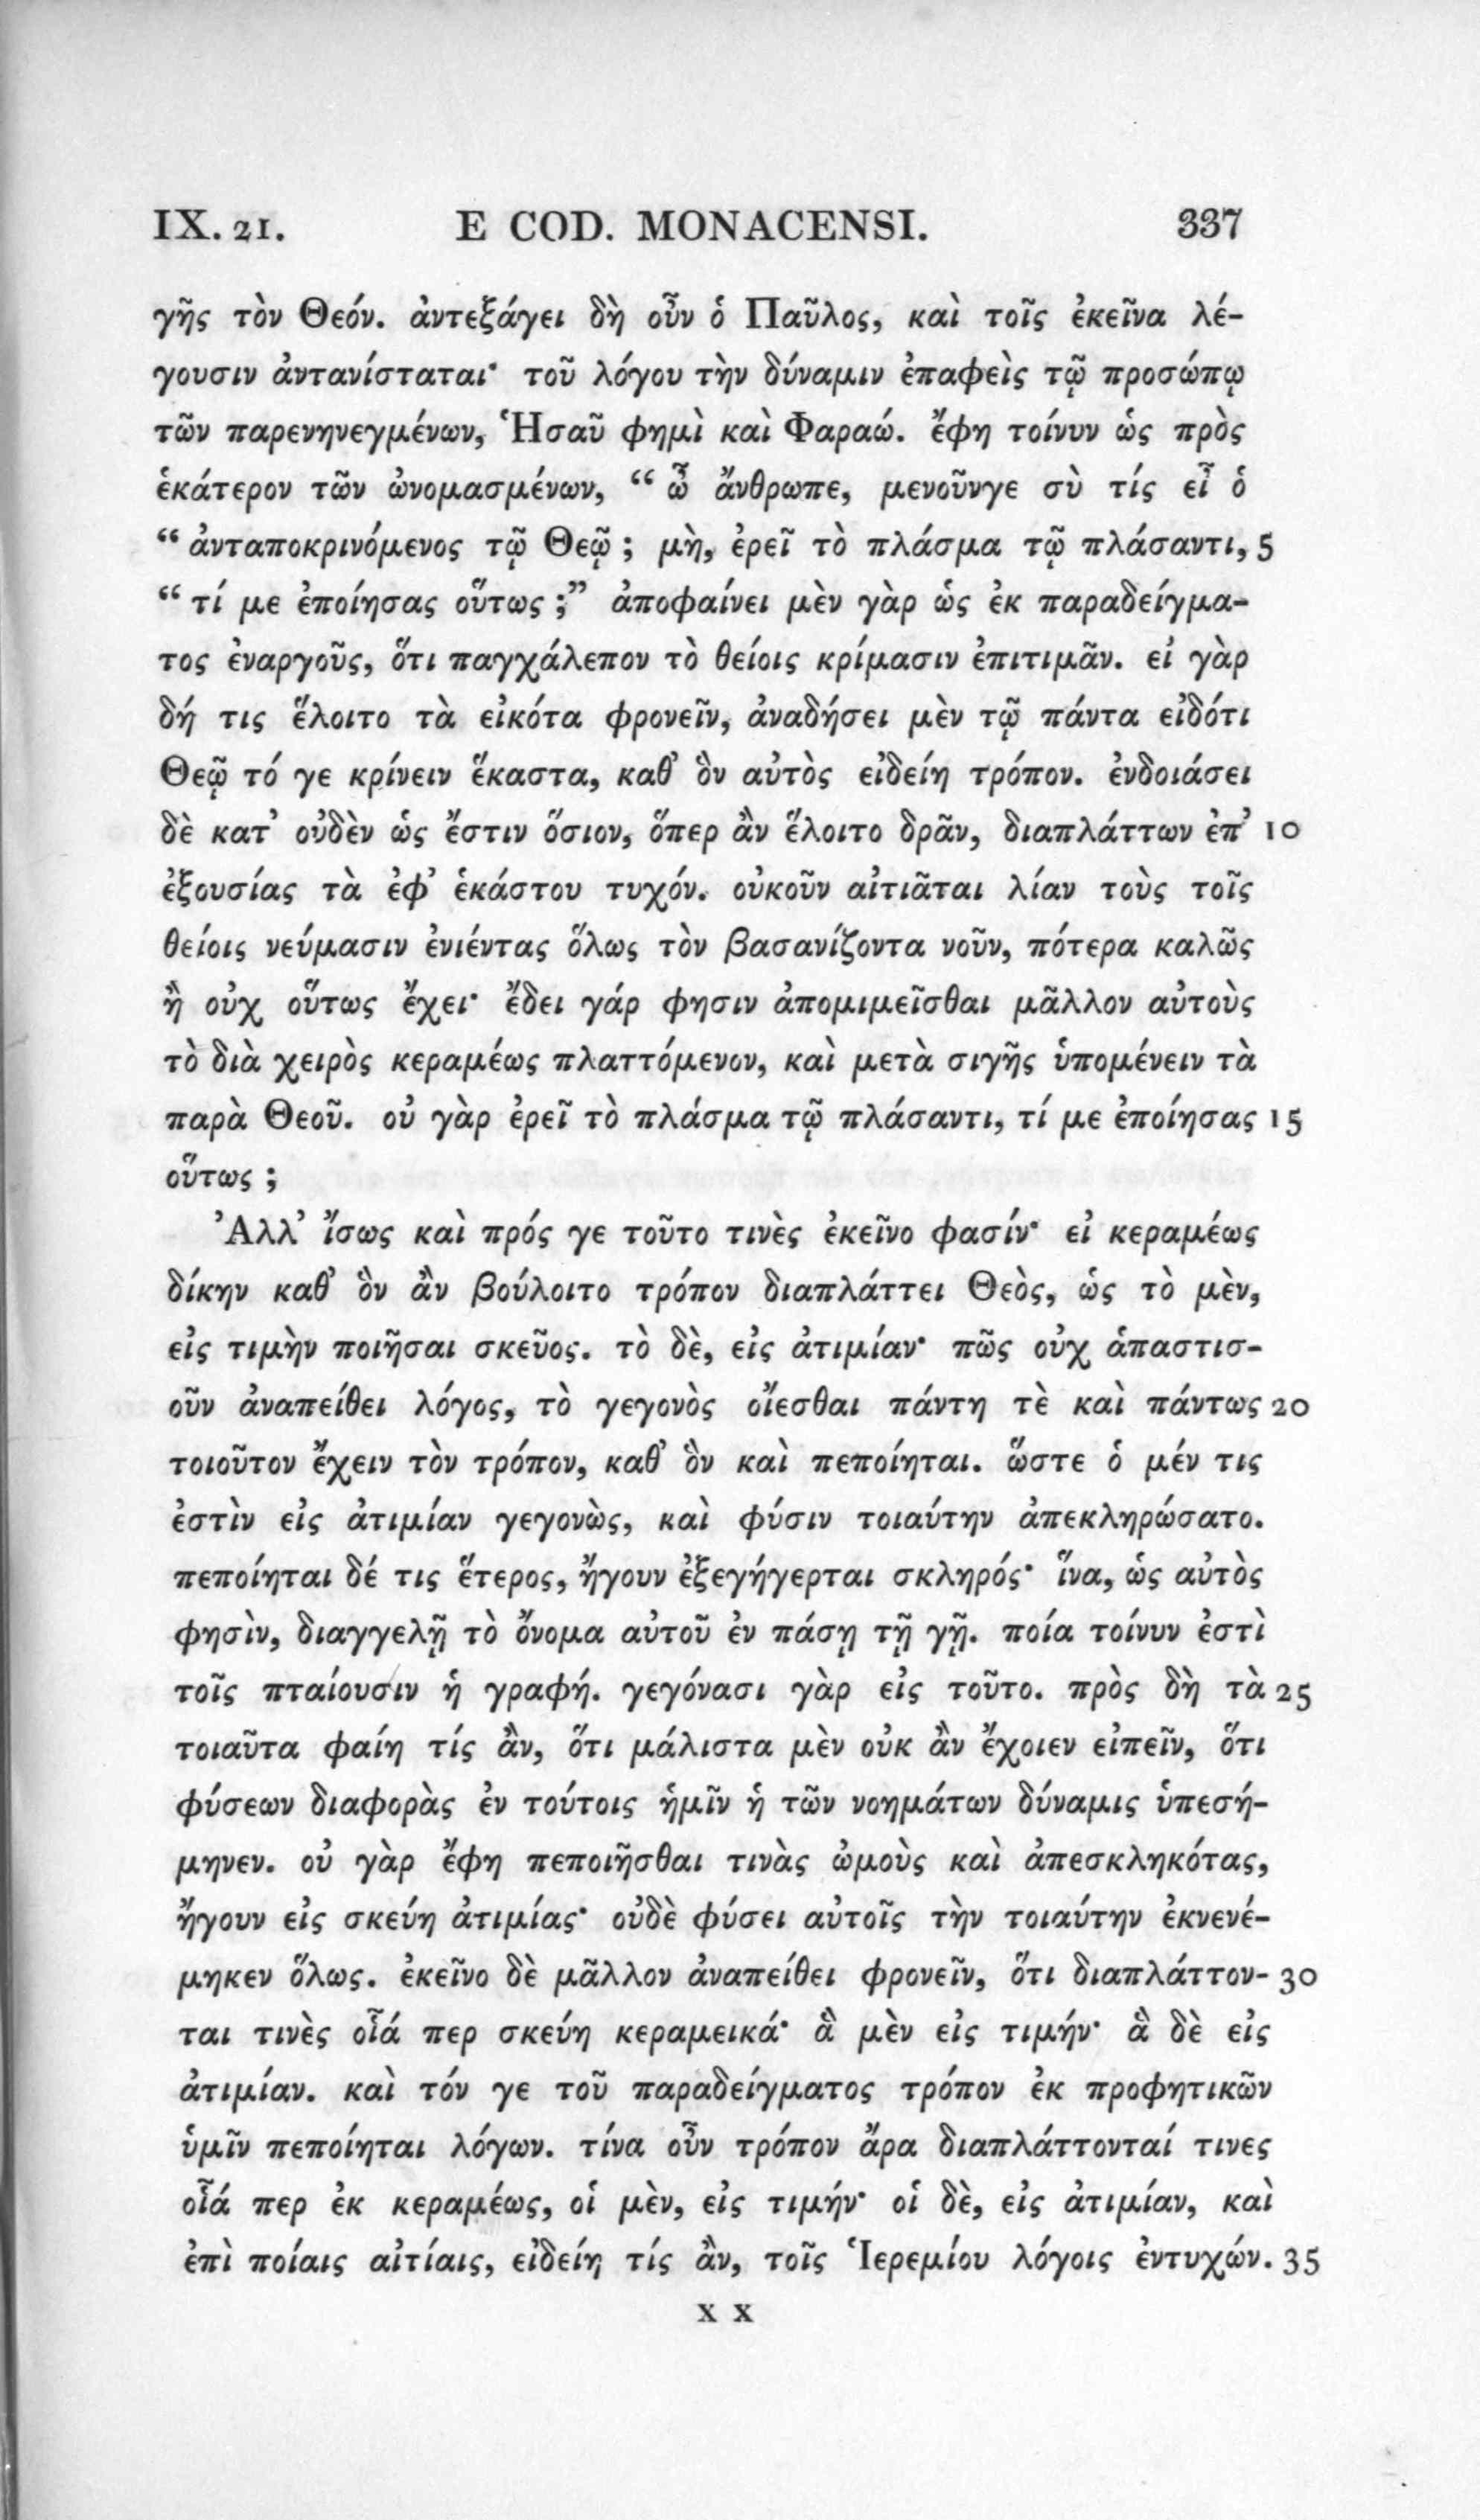 IX. 21. E COD. MONACENSI. 337
γῆς τὸν Θεόν. ἀντεξάγει δὴ οὖν ὁ Παῦλος, καὶ τοῖς ἐκεῖνα λέ-
γουσιν ἀντανίσταται· τοῦ λόγου τὴν δύναμιν ἐπαφεὶς τῷ προσώπῳ
τῶν παρενηνεγμένων, Ἡσαῦ φημὶ καὶ Φαραώ. ἔφη τοίνυν ὡς πρὸς
ἑκάτερον τῶν ὠνομασμένων, “ ὦ ἄνθρωπε, μενοῦνγε σὺ τίς εἶ ὁ
“ ἀνταποκρινόμενος τῷ Θεῷ ; μὴ, ἐρεῖ τὸ πλάσμα τῷ πλάσαντι, 5
“ τί με ἐποίησας οὕτως ;” ἀποφαίνει μὲν γὰρ ὡς ἐκ παραδείγμα-
τος ἐναργοῦς, ὅτι παγχάλεπον τὸ θείοις κρίμασιν ἐπιτιμᾶν. εἰ γὰρ
δή τις ἕλοιτο τὰ εἰκότα φρονεῖν, ἀναδήσει μὲν τῷ πάντα εἰδότι
Θεῷ τό γε κρίνειν ἕκαστα, καθ’ ὃν αὐτὸς εἰδείη τρόπον. ἐνδοιάσει
δὲ κατ’ οὐδὲν ὡς ἔστιν ὅσιον, ὅπερ ἂν ἕλοιτο δρᾶν, διαπλάττων ἐπ’ 10
ἐξουσίας τὰ ἐφ’ ἑκάστου τυχόν. οὐκοῦν αἰτιᾶται λίαν τοὺς τοῖς
θείοις νεύμασιν ἐνιέντας ὅλως τὸν βασανίζοντα νοῦν, πότερα καλῶς
ἢ οὐχ οὕτως ἔχει· ἔδει γάρ φησιν ἀπομιμεῖσθαι μᾶλλον αὐτοὺς
τὸ διὰ χειρὸς κεραμέως πλαττόμενον, καὶ μετὰ σιγῆς ὑπομένειν τὰ
παρὰ Θεοῦ. οὐ γὰρ ἐρεῖ τὸ πλάσμα τῷ πλάσαντι, τί με ἐποίησας 15
οὕτως ;
Ἀλλ’ ἴσως καὶ πρός γε τοῦτο τινὲς ἐκεῖνο φασίν· εἰ κεραμέως
δίκην καθ’ ὃν ἂν βούλοιτο τρόπον διαπλάττει Θεὸς, ὡς τὸ μὲν,
εἰς τιμὴν ποιῆσαι σκεῦος. τὸ δὲ, εἰς ἀτιμίαν· πῶς οὐχ ἁπαστισ-
οῦν ἀναπείθει λόγος, τὸ γεγονὸς οἴεσθαι πάντη τὲ καὶ πάντως 20
τοιοῦτον ἔχειν τὸν τρόπον, καθ’ ὃν καὶ πεποίηται. ὥστε ὁ μέν τις
ἐστὶν εἰς ἀτιμίαν γεγονὼς, καὶ φύσιν τοιαύτην ἀπεκληρώσατο.
πεποίηται δέ τις ἕτερος, ἤγουν ἐξεγήγερται σκληρός· ἵνα, ὡς αὐτὸς
φησὶν, διαγγελῇ τὸ ὄνομα αὐτοῦ ἐν πάσῃ τῇ γῇ. ποία τοίνυν ἐστὶ
τοῖς πταίουσιν ἡ γραφή. γεγόνασι γὰρ εἰς τοῦτο. πρὸς δὴ τὰ 25
τοιαῦτα φαίη τίς ἂν, ὅτι μάλιστα μὲν οὐκ ἂν ἔχοιεν εἰπεῖν, ὅτι
φύσεων διαφορὰς ἐν τούτοις ἡμῖν ἡ τῶν νοημάτων δύναμις ὑπεσή-
μηνεν. οὐ γὰρ ἔφη πεποιῆσθαι τινὰς ὠμοὺς καὶ ἀπεσκληκότας,
ἤγουν εἰς σκεύη ἀτιμίας· οὐδὲ φύσει αὐτοῖς τὴν τοιαύτην ἐκνενέ-
μηκεν ὅλως. ἐκεῖνο δὲ μᾶλλον ἀναπείθει φρονεῖν, ὅτι διαπλάττον- 30
ται τινὲς οἷά περ σκεύη κεραμεικά· ἃ μὲν εἰς τιμήν· ἃ δὲ εἰς
ἀτιμίαν. καὶ τόν γε τοῦ παραδείγματος τρόπον ἐκ προφητικῶν
ὑμῖν πεποίηται λόγων. τίνα οὖν τρόπον ἄρα διαπλάττονταί τινες
οἷά περ ἐκ κεραμέως, οἱ μὲν, εἰς τιμήν· οἱ δὲ, εἰς ἀτιμίαν, καὶ
ἐπὶ ποίαις αἰτίαις, εἰδείη τίς ἂν, τοῖς Ἱερεμίου λόγοις ἐντυχών. 35
X X